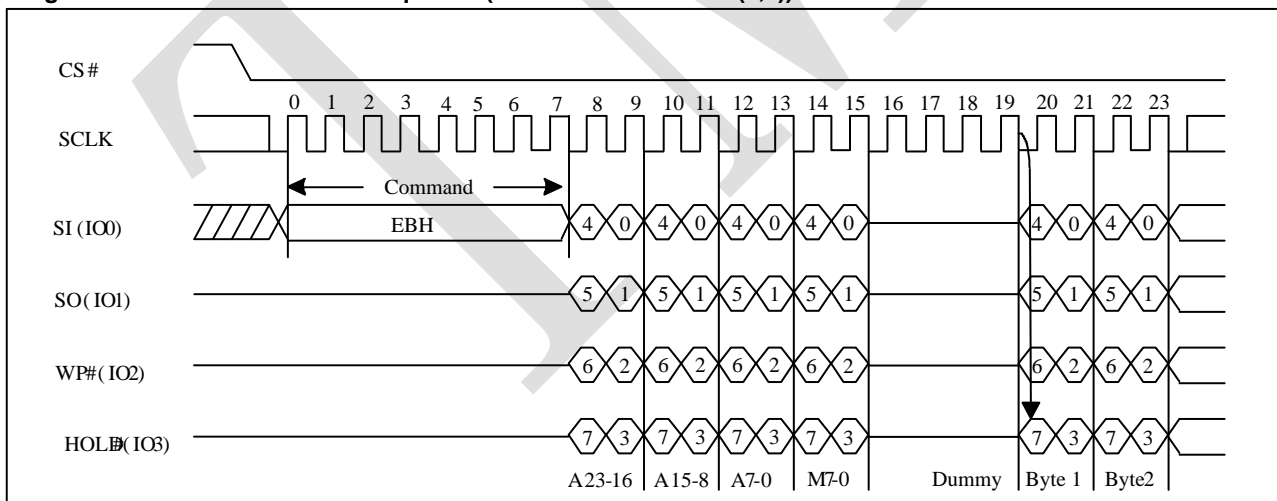 CS#
0 1 2 3 4 5 6 7 8 9 10 11 12 13 14 15 16 17 18 19 20 21 22 23
SCLK
Command
SI (IO0) EBH 4 0 4 0 4 0 4 0 4 0 4 0
SO (IO1) 5 1 5 1 5 1 5 1 5 1 5 1
WP# (IO2) 6 2 6 2 6 2 6 2 6 2 6 2
HOLD# (IO3) 7 3 7 3 7 3 7 3 7 3 7 3
A23-16 A15-8 A7-0 M7-0 Dummy Byte 1 Byte2